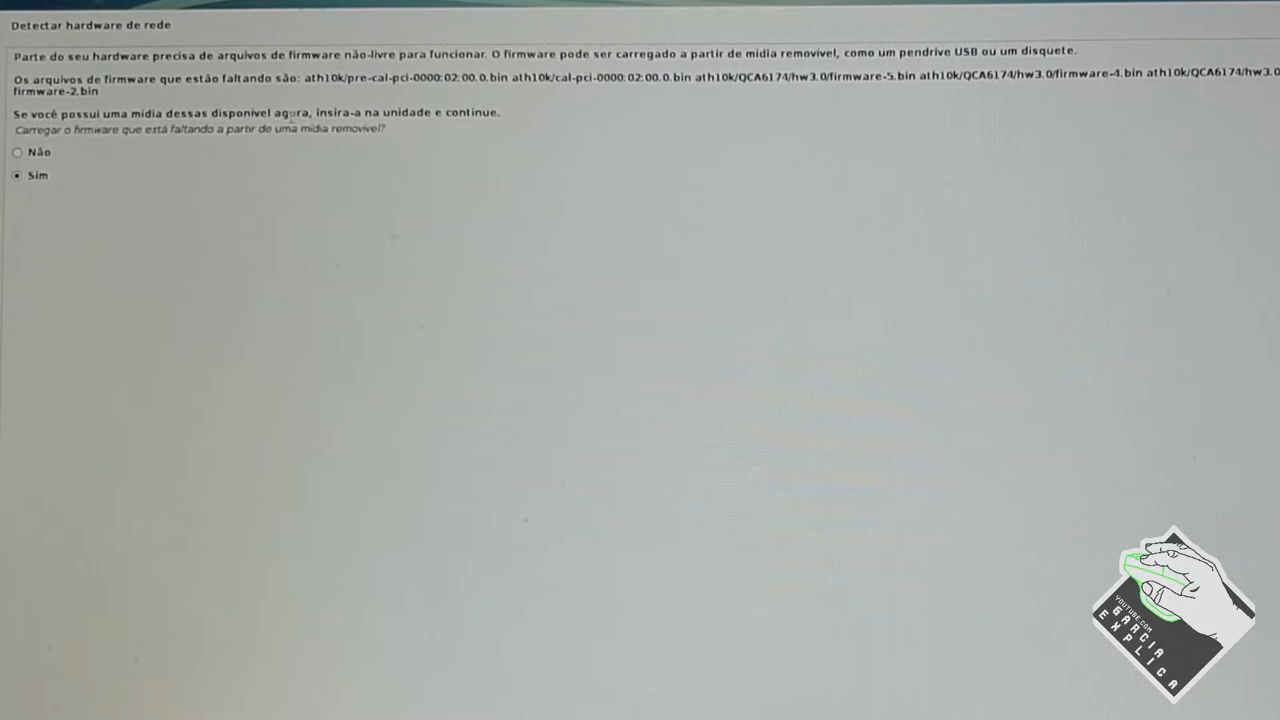 Detectar hardware de rede
Parte do seu hardware precisa de arquivos de firmware não-livre para funcionar. O firmware pode ser carregado a partir de mídia removível, como um pendrive USB ou um disquete.
Os arquivos de firmware que estão faltando são: ath10k/pre-cal-pci-0000:02:00.0.bin ath10k/cal-pci-0000:02:00.0.bin ath10k/QCA6174/hw3.0/firmware-5.bin ath10k/QCA6174/hw3.0/firmware-4.bin ath10k/QCA6174/hw3.0
firmware-2.bin
Se você possui uma mídia dessas disponível agora, insira-a na unidade e continue.
Carregar o firmware que está faltando a partir de uma mídia removível?
Não
Sim
YOUTUBE.COM
GARCIA
EXPLICA